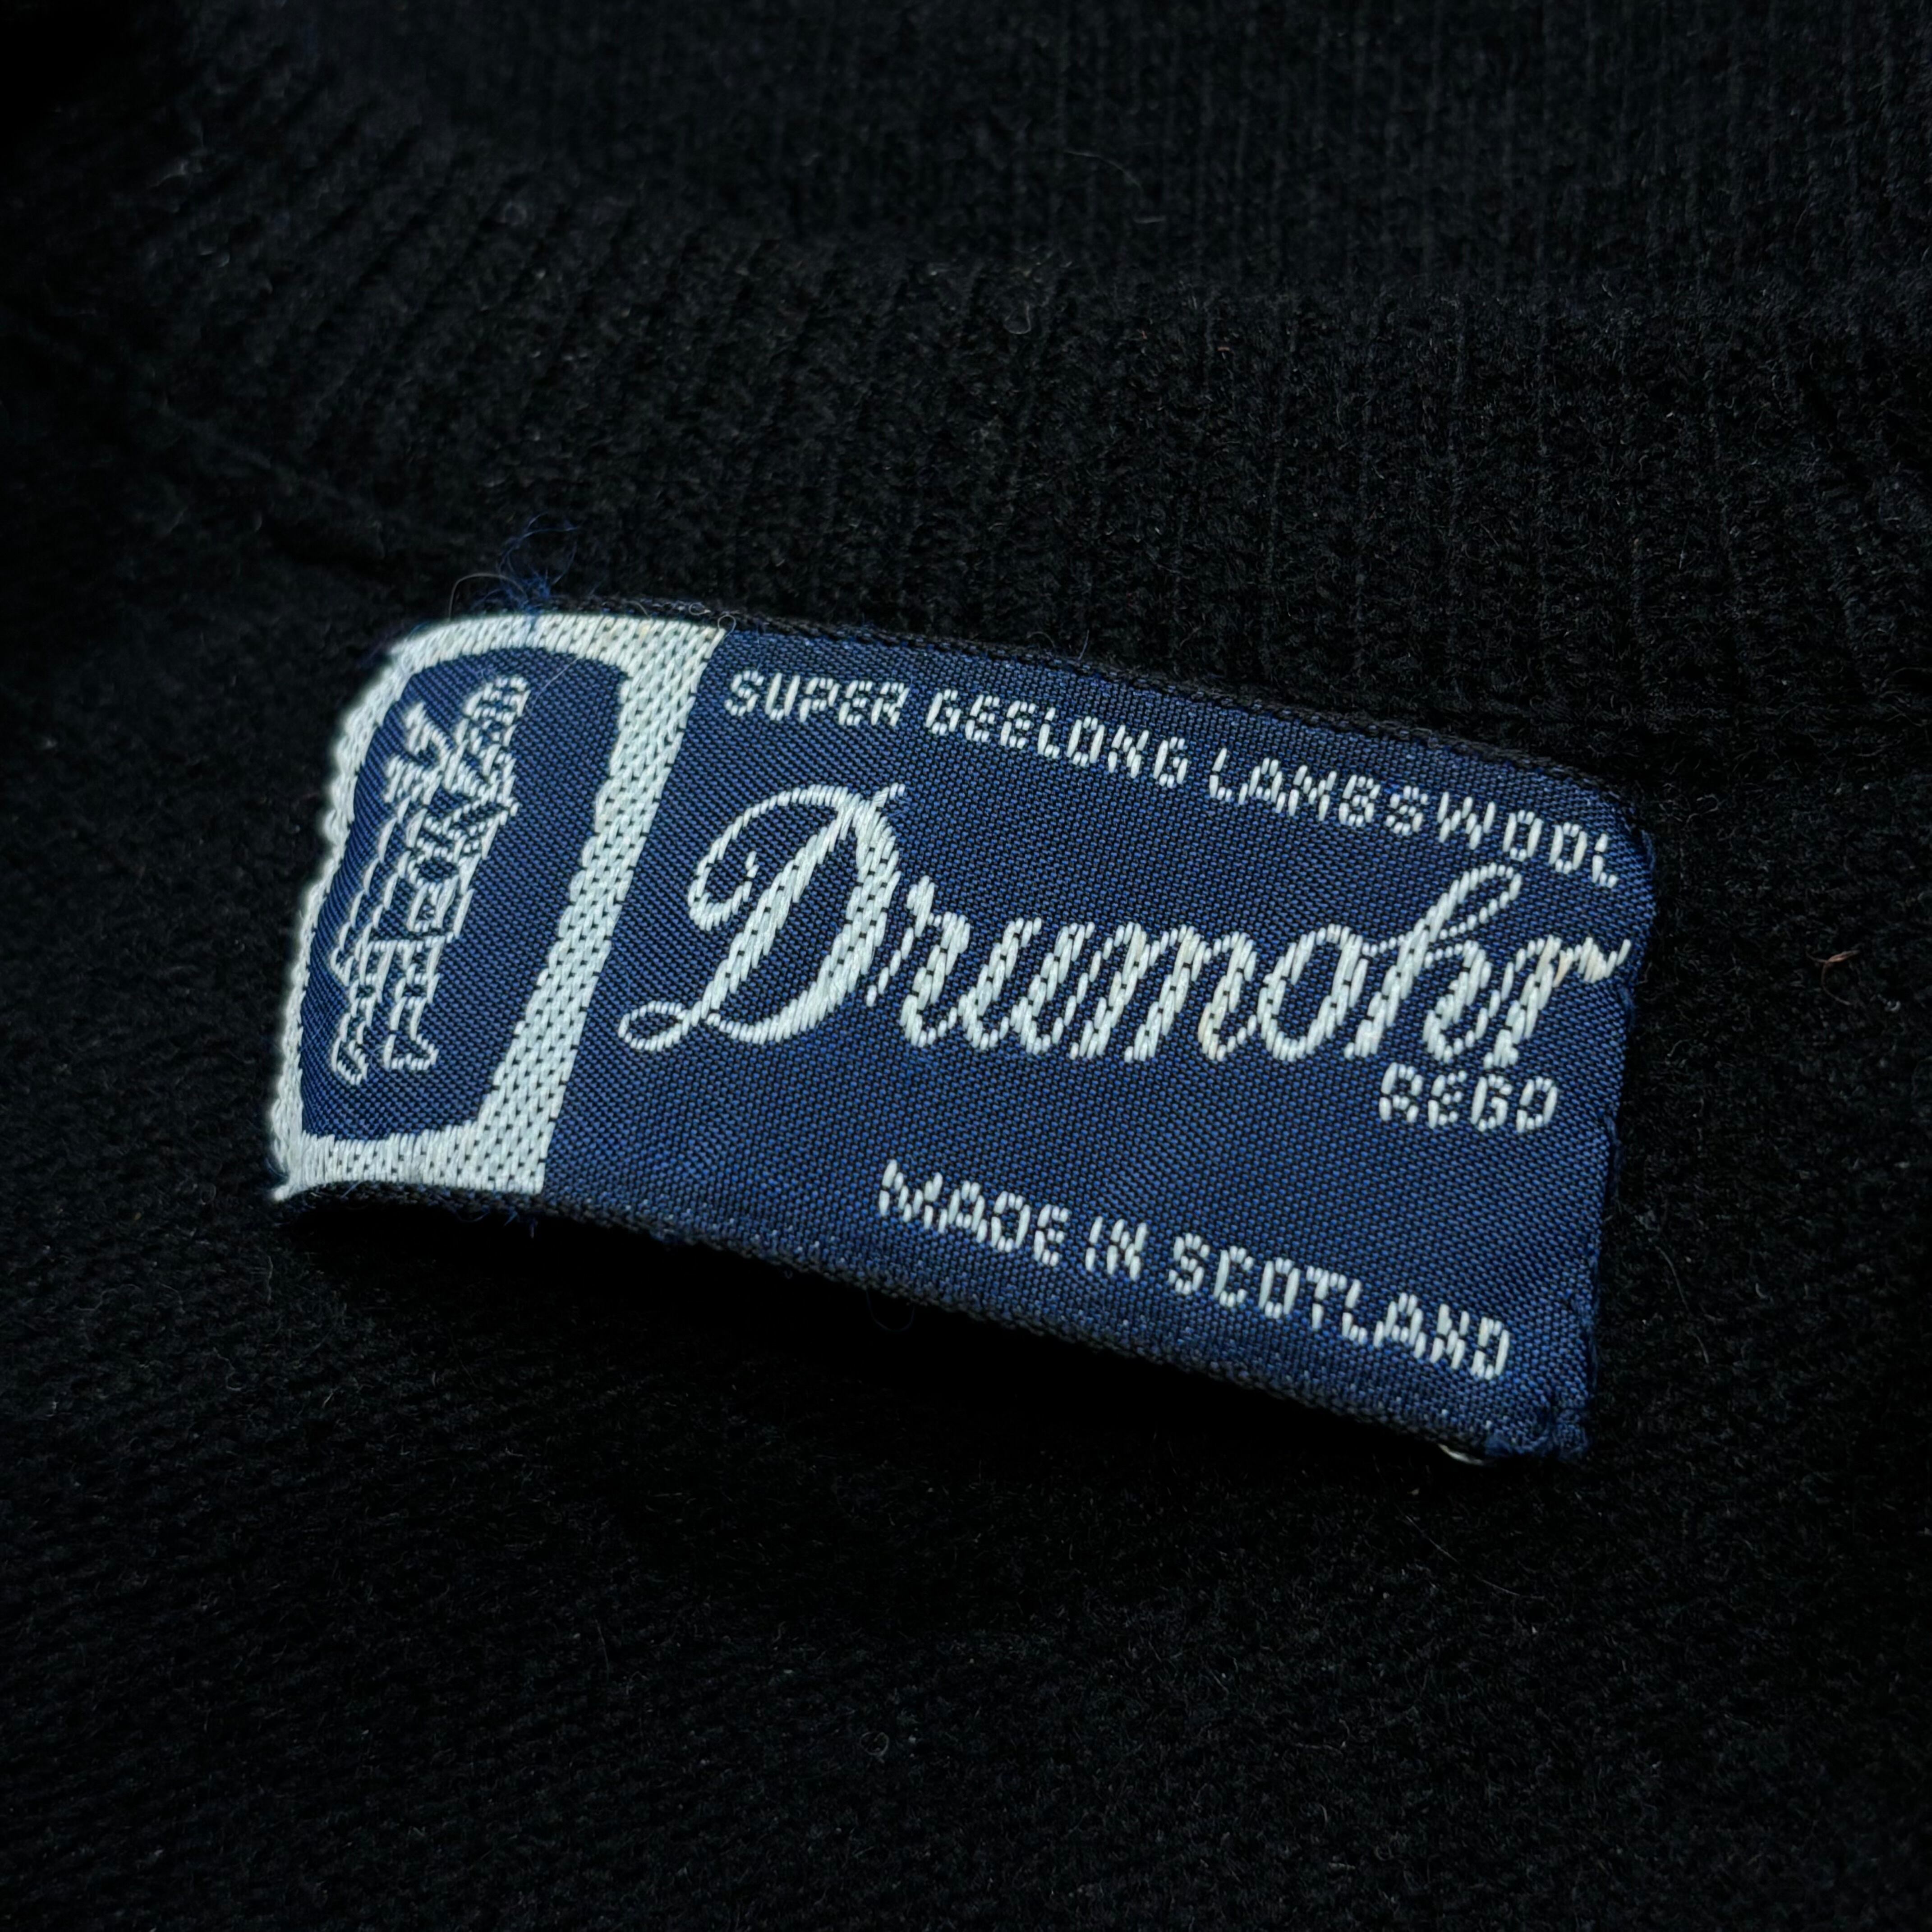 SUPER GEELONG LAMBSWOOL
Drumohr
REGD
MADE IN SCOTLAND